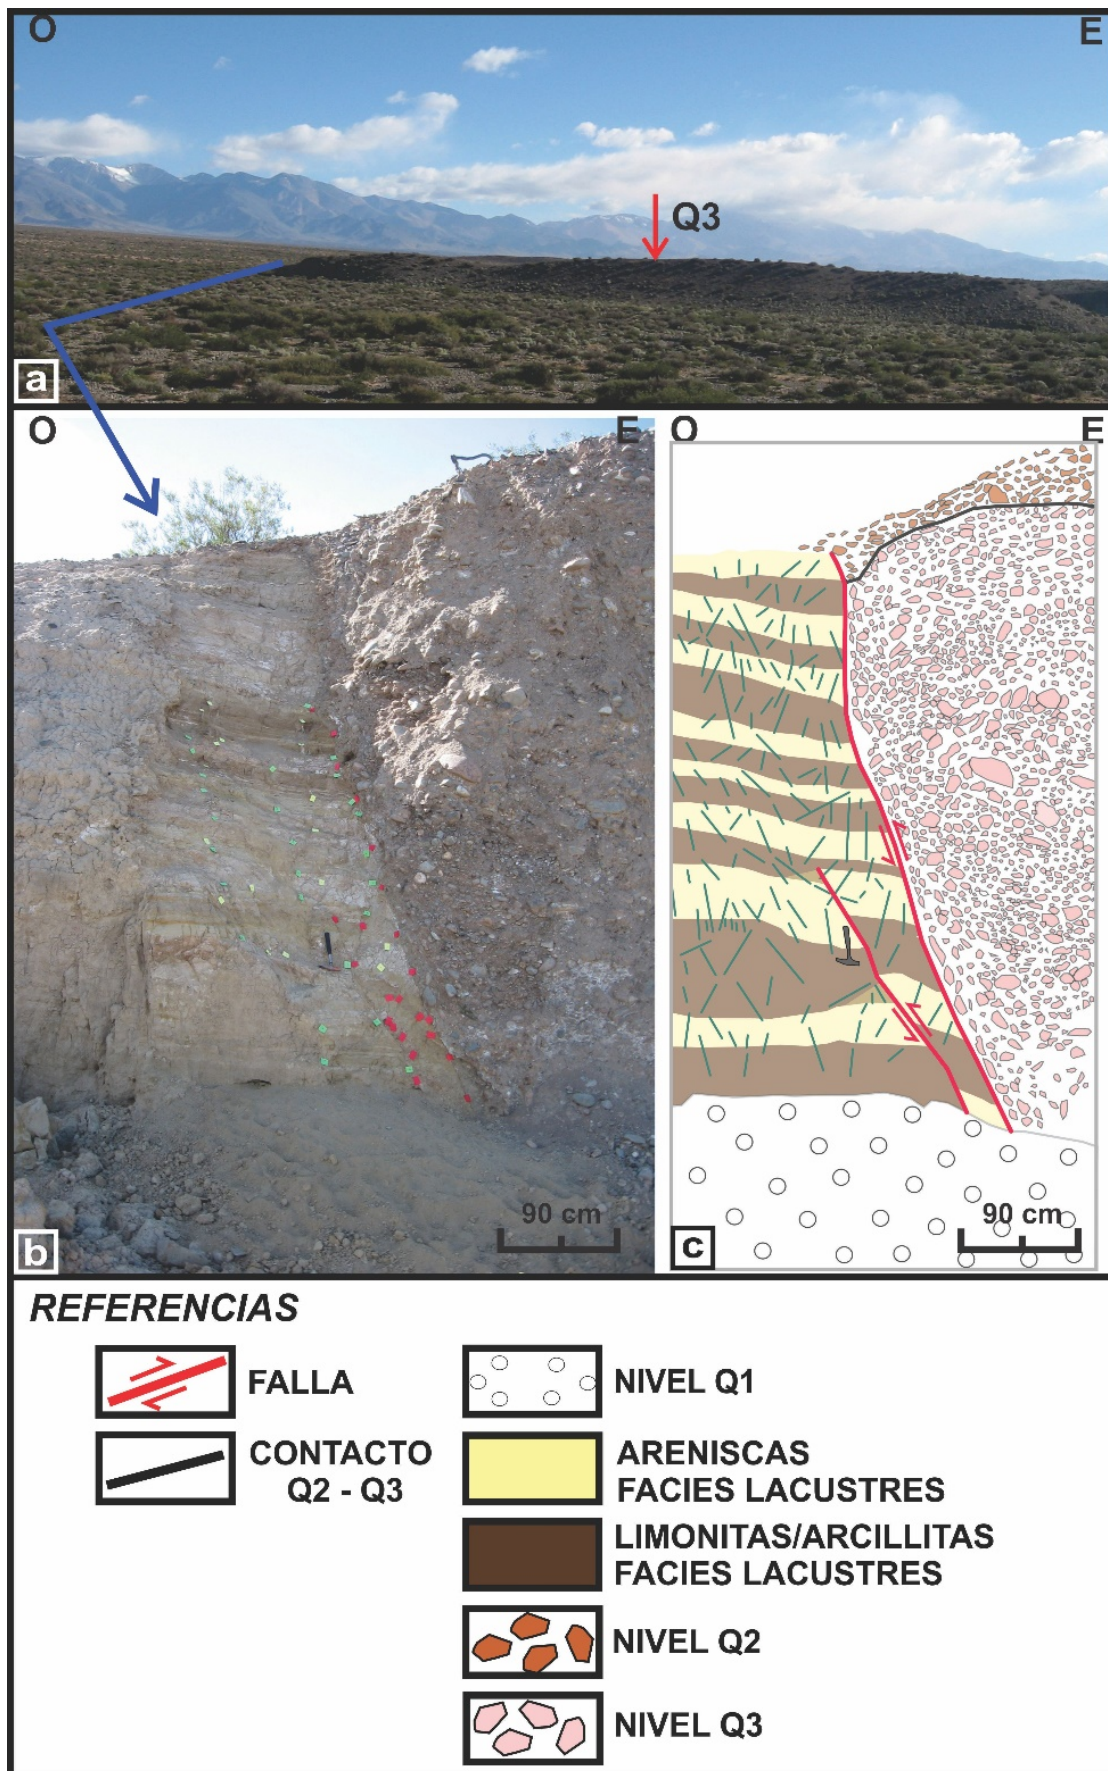 O
E
Q3
a
O
E
O
E
90 cm
b
90 cm
c
REFERENCIAS
FALLA
CONTACTO
Q2 - Q3
NIVEL Q1
ARENISCAS
FACIES LACUSTRES
LIMONITAS/ARCILLITAS
FACIES LACUSTRES
NIVEL Q2
NIVEL Q3